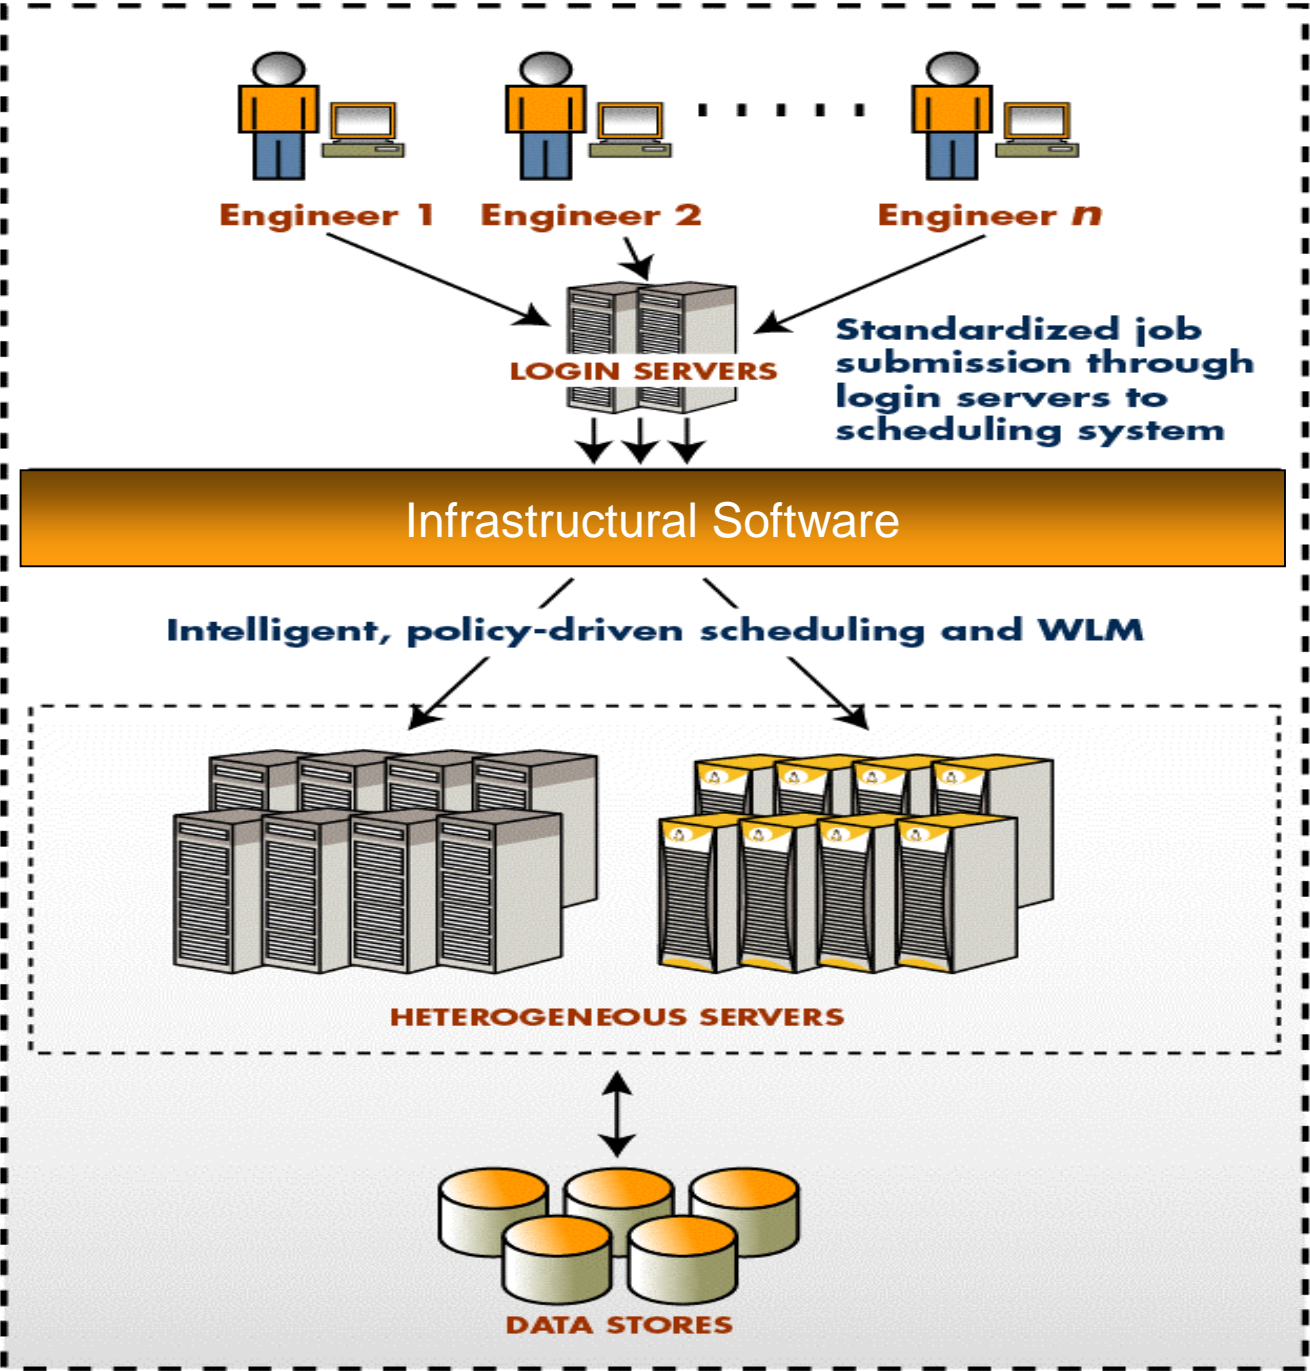 Engineer 1
Engineer 2
Engineer n
LOGIN SERVERS
Standardized job
submission through
login servers to
scheduling system
Infrastructural Software
Intelligent, policy-driven scheduling and WLM
HETEROGENEOUS SERVERS
DATA STORES